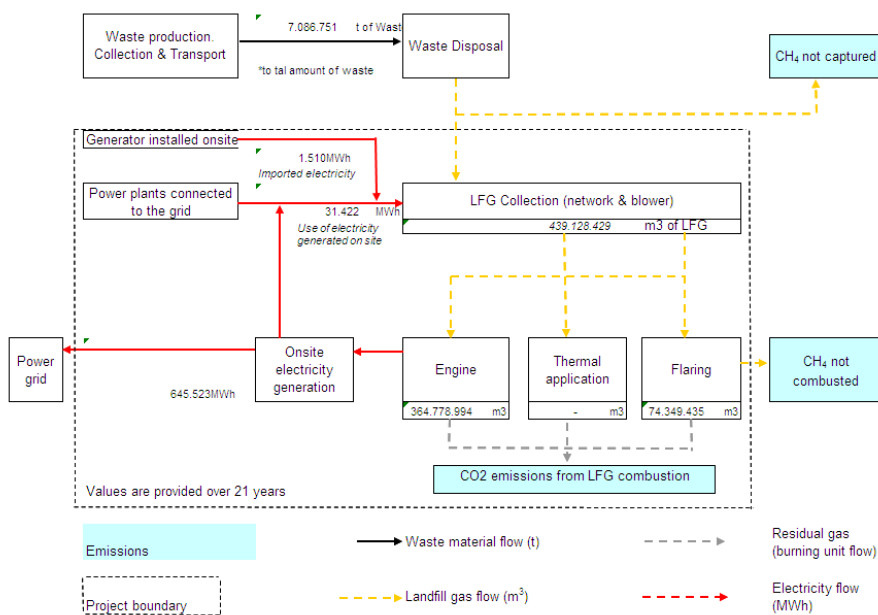 Waste production.
Collection & Transport
7.086.751 t of Wast
*to tal amount of waste
Waste Disposal
CH₄ not captured
Generator installed onsite
1.510MWh
Imported electricity
Power plants connected
to the grid
31.422 MWh
Use of electricity
generated on site
LFG Collection (network & blower)
439.128.429 m3 of LFG
Power
grid
645.523MWh
Onsite
electricity
generation
Engine
364.778.994 m3
Thermal
application
- m3
Flaring
74.349.435 m3
CH₄ not
combusted
CO2 emissions from LFG combustion
Values are provided over 21 years
Emissions
Waste material flow (t)
Residual gas
(burning unit flow)
Project boundary
Landfill gas flow (m³)
Electricity flow
(MWh)